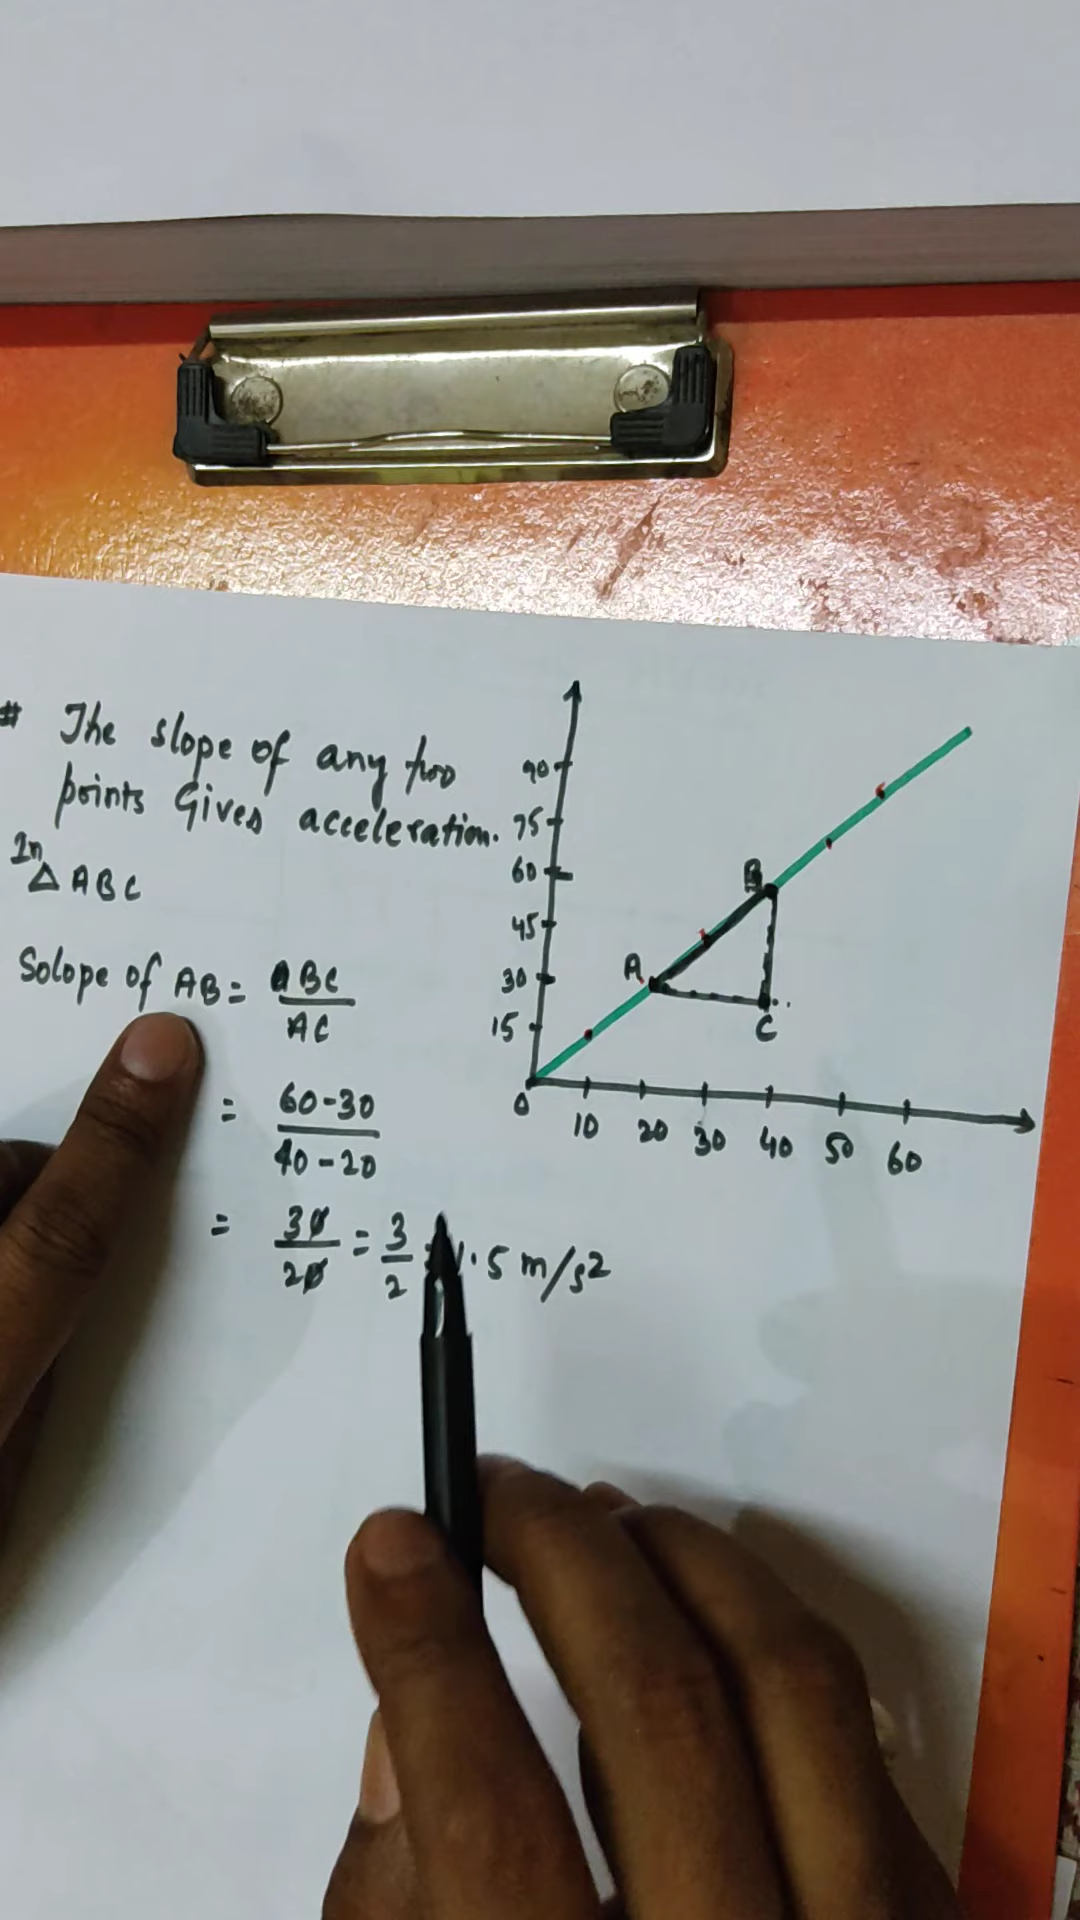 # The slope of any two
points Gives acceleration.
In
△ ABC
Solope of AB = BC
AC
= 60-30
40-20
= 30 = 3 = 1.5 m/s2
20 2
90
75
60
45
30
15
0
10 20 30 40 50 60
A
B
C